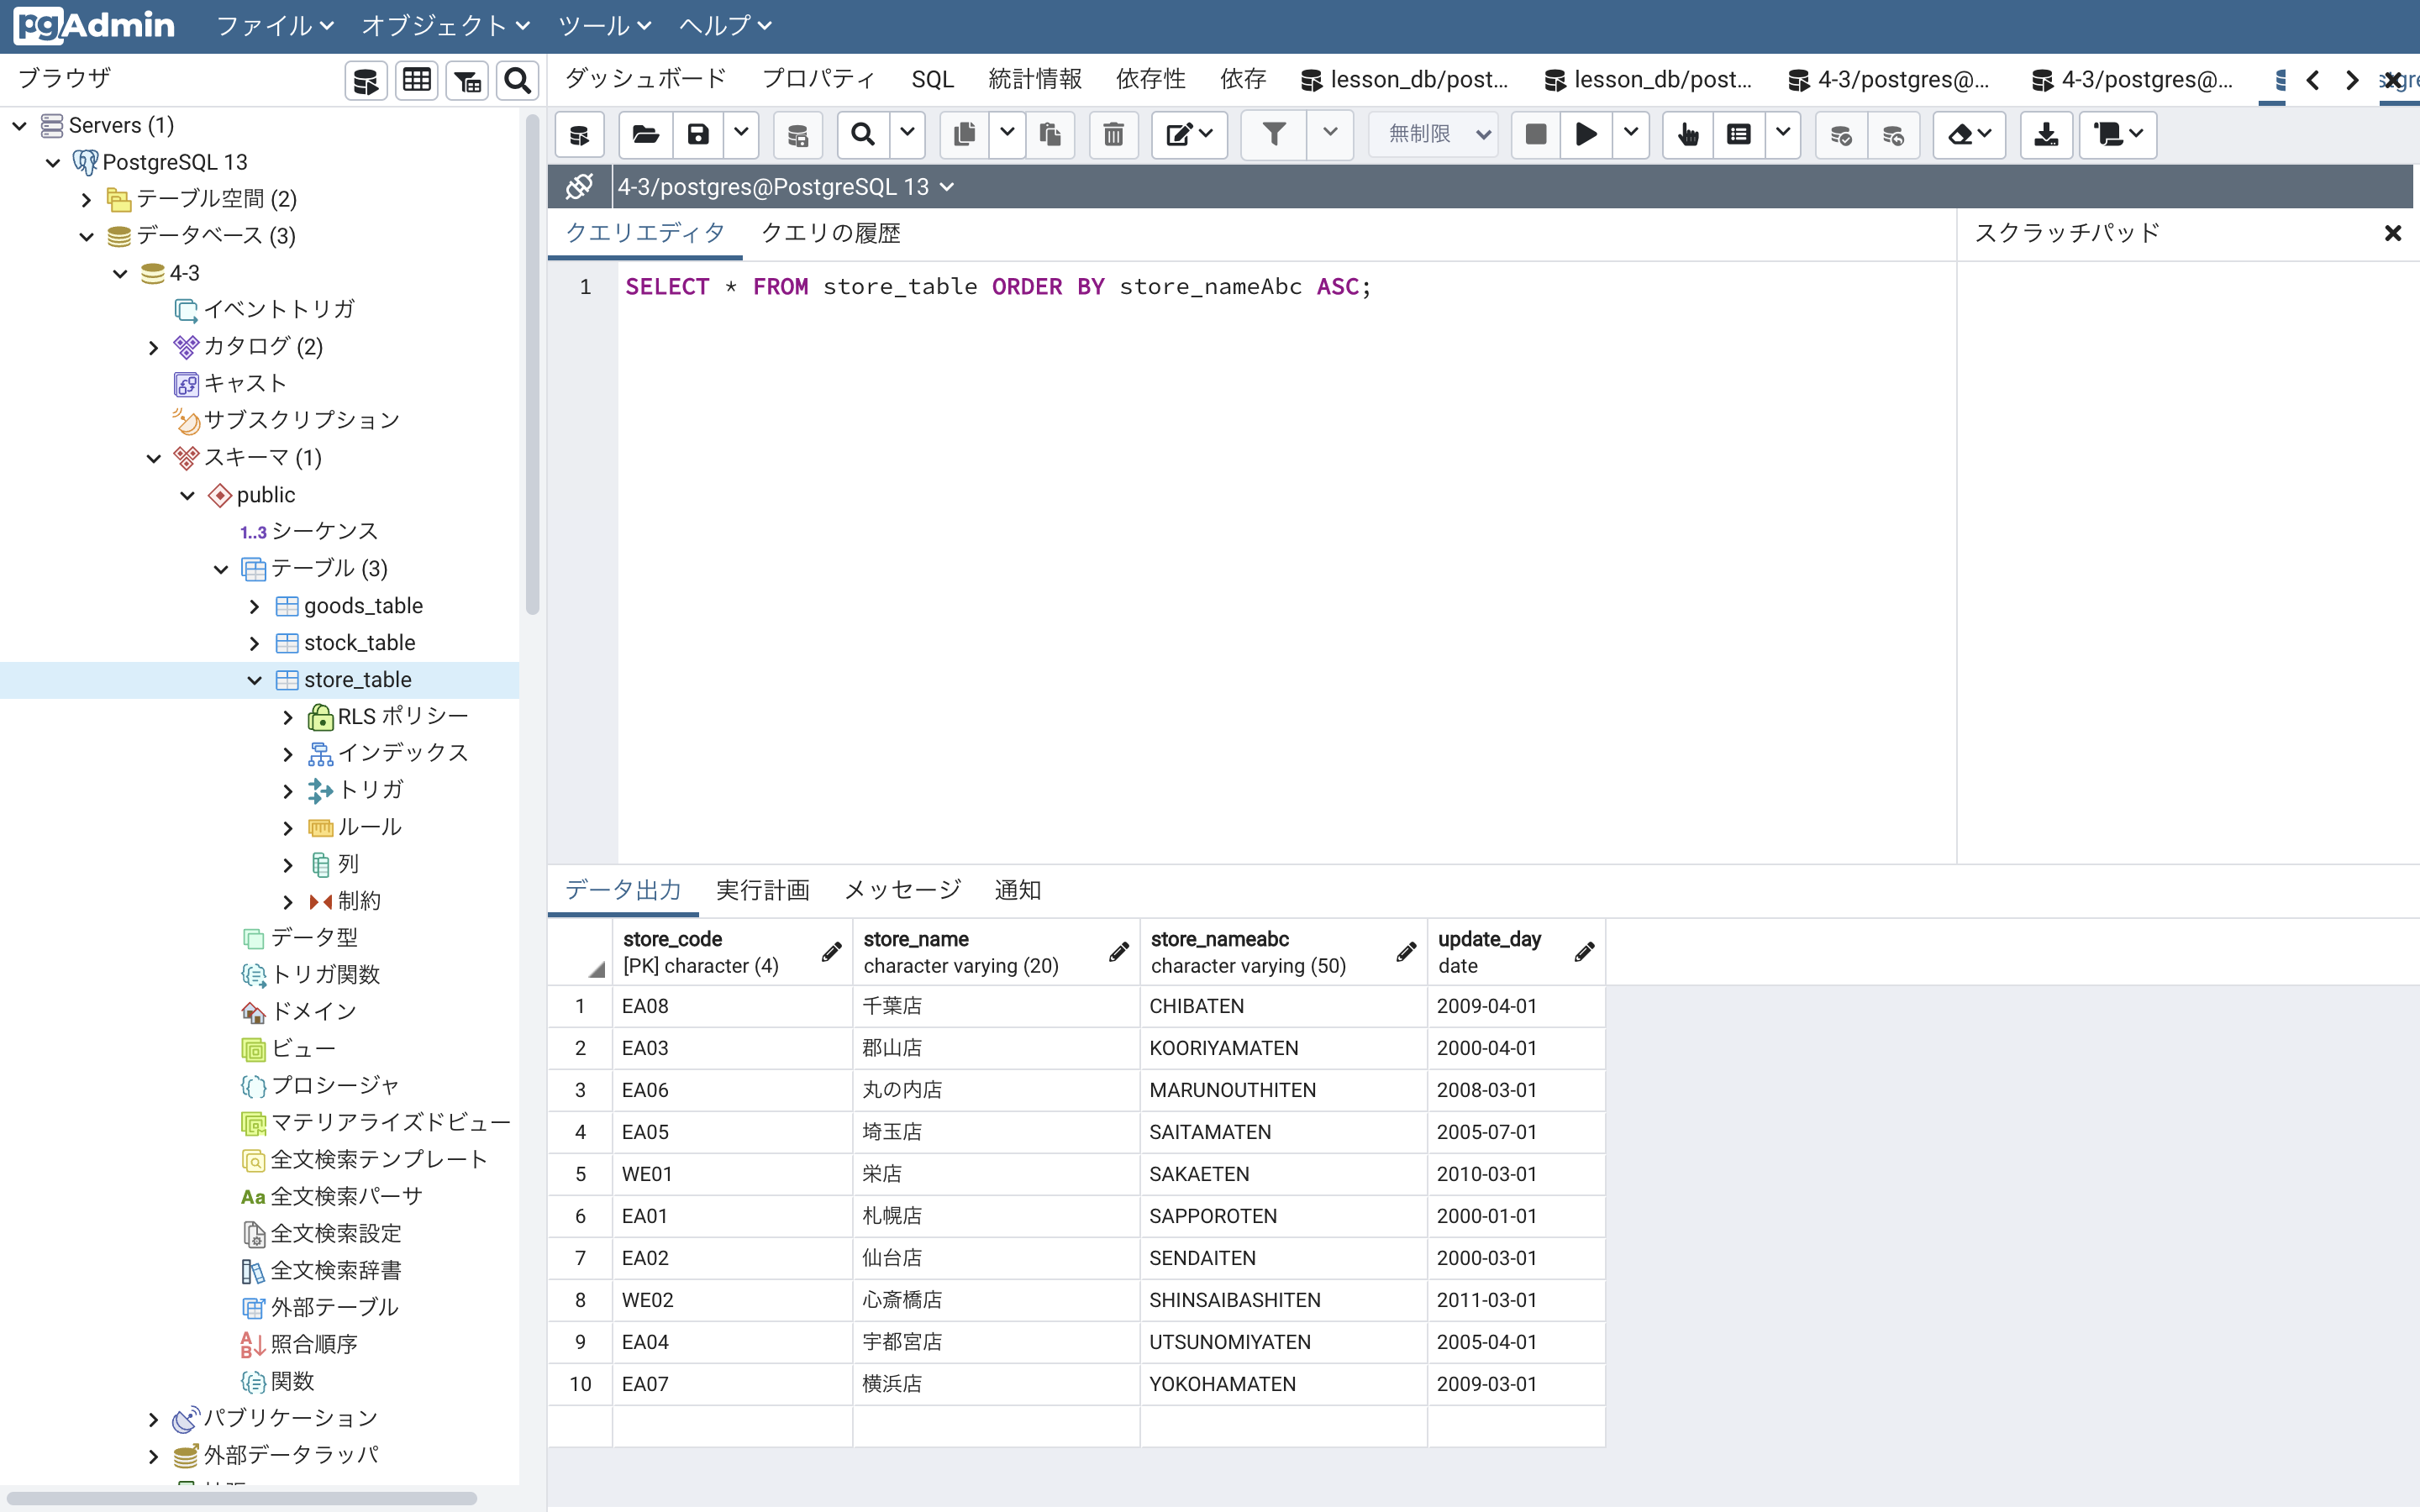 pgAdmin ファイル オブジェクト ツール ヘルプ
ブラウザ
Servers (1)
PostgreSQL 13
テーブル空間 (2)
データベース (3)
4-3
イベントトリガ
カタログ (2)
キャスト
サブスクリプション
スキーマ (1)
public
1..3 シーケンス
テーブル (3)
goods_table
stock_table
store_table
RLS ポリシー
インデックス
トリガ
ルール
列
制約
データ型
トリガ関数
ドメイン
ビュー
プロシージャ
マテリアライズドビュー
全文検索テンプレート
Aa 全文検索パーサ
全文検索設定
全文検索辞書
外部テーブル
照合順序
関数
パブリケーション
外部データラッパ
ダッシュボード プロパティ SQL 統計情報 依存性 依存 lesson_db/post... lesson_db/post... 4-3/postgres@... 4-3/postgres@...
無制限
4-3/postgres@PostgreSQL 13
クエリエディタ クエリの履歴 スクラッチパッド
1 SELECT * FROM store_table ORDER BY store_nameAbc ASC;
データ出力 実行計画 メッセージ 通知
store_code store_name store_nameabc update_day
[PK] character (4) character varying (20) character varying (50) date
1 EA08 千葉店 CHIBATEN 2009-04-01
2 EA03 郡山店 KOORIYAMATEN 2000-04-01
3 EA06 丸の内店 MARUNOUTHITEN 2008-03-01
4 EA05 埼玉店 SAITAMATEN 2005-07-01
5 WE01 栄店 SAKAETEN 2010-03-01
6 EA01 札幌店 SAPPOROTEN 2000-01-01
7 EA02 仙台店 SENDAITEN 2000-03-01
8 WE02 心斎橋店 SHINSAIBASHITEN 2011-03-01
9 EA04 宇都宮店 UTSUNOMIYATEN 2005-04-01
10 EA07 横浜店 YOKOHAMATEN 2009-03-01